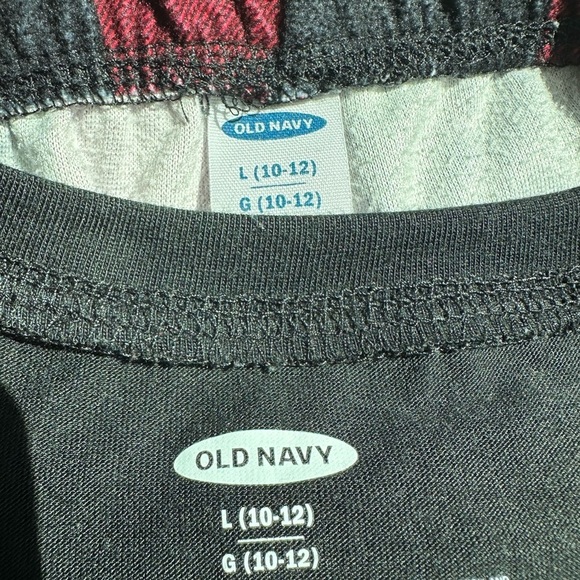 OLD NAVY
L (10-12)
G (10-12)
OLD NAVY
L (10-12)
G (10-12)